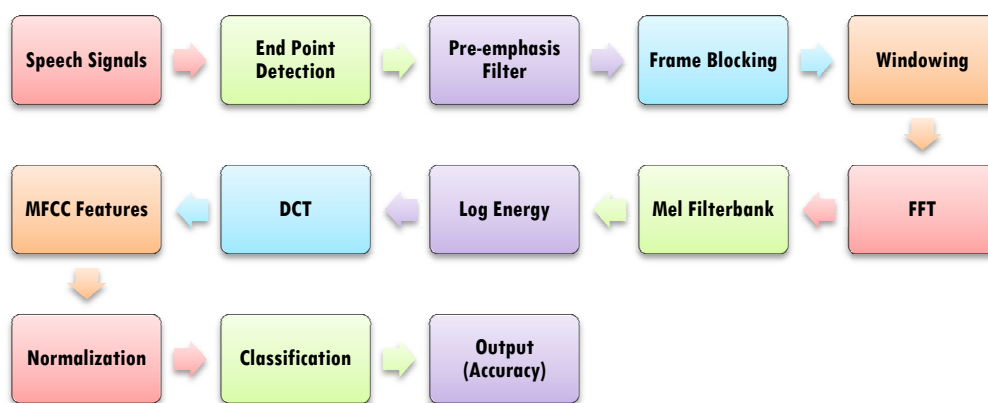 Speech Signals
End Point
Detection
Pre-emphasis
Filter
Frame Blocking
Windowing
FFT
Mel Filterbank
Log Energy
DCT
MFCC Features
Normalization
Classification
Output
(Accuracy)